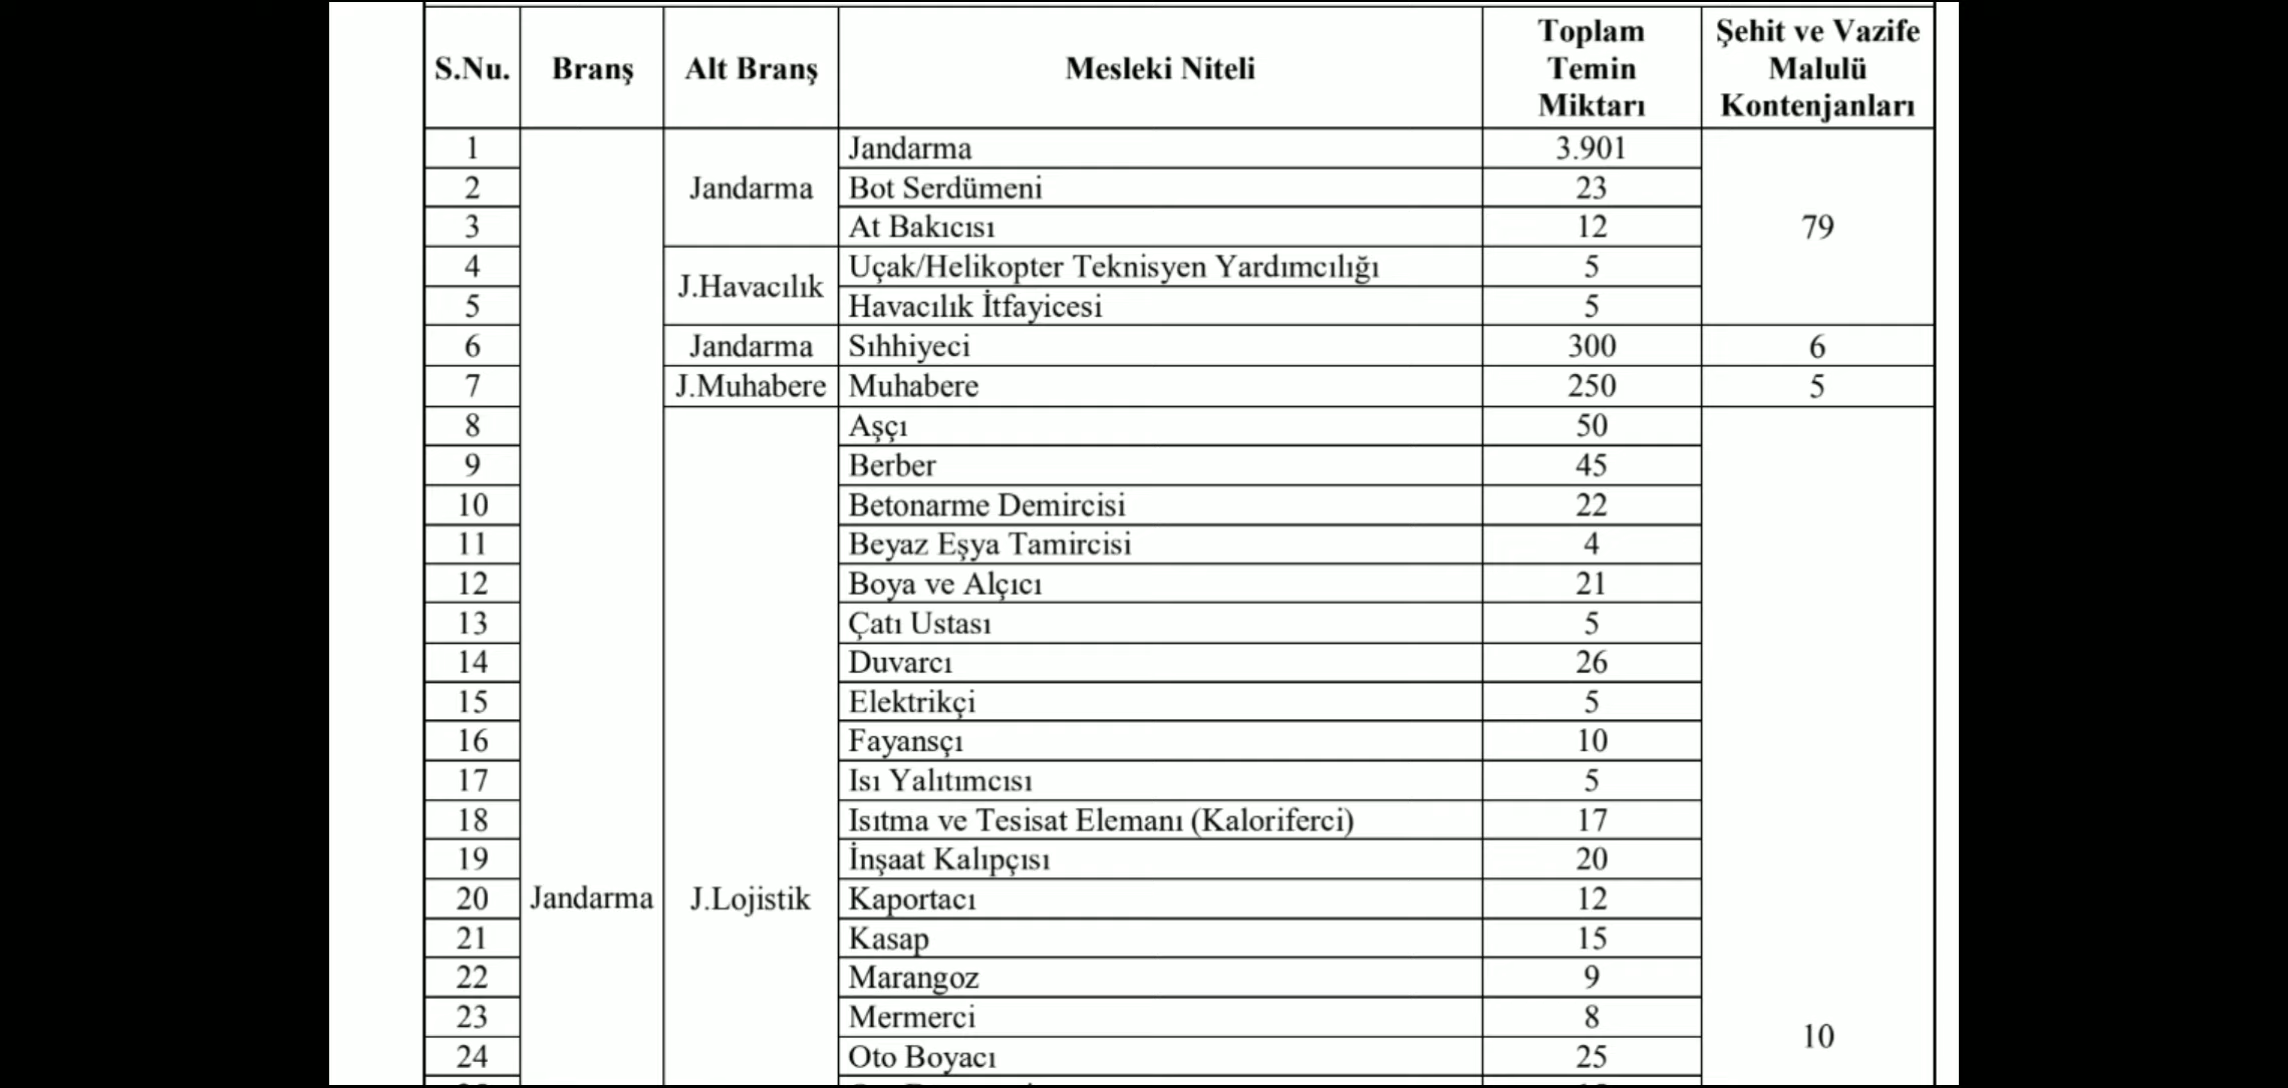 S.Nu. Branş Alt Branş Mesleki Niteli Toplam Temin Miktarı Şehit ve Vazife Malulü Kontenjanları
1 Jandarma 3.901
2 Jandarma Bot Serdümeni 23
3 At Bakıcısı 12 79
4 J.Havacılık Uçak/Helikopter Teknisyen Yardımcılığı 5
5 Havacılık İtfayicesi 5
6 Jandarma Sıhhiyeci 300 6
7 J.Muhabere Muhabere 250 5
8 Aşçı 50
9 Berber 45
10 Betonarme Demircisi 22
11 Beyaz Eşya Tamircisi 4
12 Boya ve Alçıcı 21
13 Çatı Ustası 5
14 Duvarcı 26
15 Elektrikçi 5
16 Fayansçı 10
17 Isı Yalıtımcısı 5
18 Isıtma ve Tesisat Elemanı (Kaloriferci) 17
19 İnşaat Kalıpçısı 20
20 Jandarma J.Lojistik Kaportacı 12
21 Kasap 15
22 Marangoz 9
23 Mermerci 8
10
24 Oto Boyacı 25